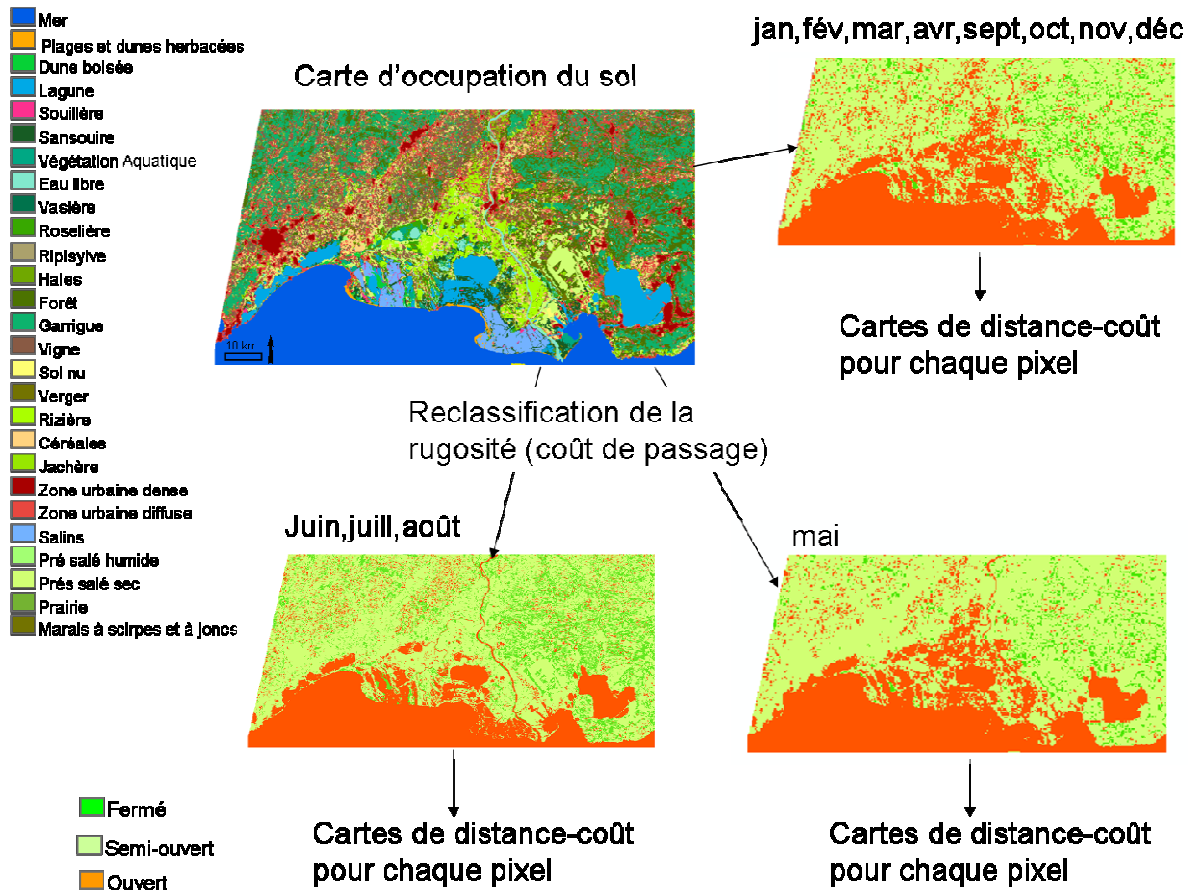 Mer
Plages et dunes herbacées
Dune boisée
Lagune
Souillère
Sansouire
Végétation Aquatique
Eau libre
Vasière
Roselière
Ripisylve
Haies
Forêt
Garrigue
Vigne
Sol nu
Verger
Rizière
Céréales
Jachère
Zone urbaine dense
Zone urbaine diffuse
Salins
Pré salé humide
Prés salé sec
Prairie
Marais à scirpes et à joncs
Carte d'occupation du sol
10 km
jan,fév,mar,avr,sept,oct,nov,déc
Cartes de distance-coût
pour chaque pixel
Reclassification de la
rugosité (coût de passage)
Juin,juill,août
mai
Fermé
Semi-ouvert
Ouvert
Cartes de distance-coût
pour chaque pixel
Cartes de distance-coût
pour chaque pixel